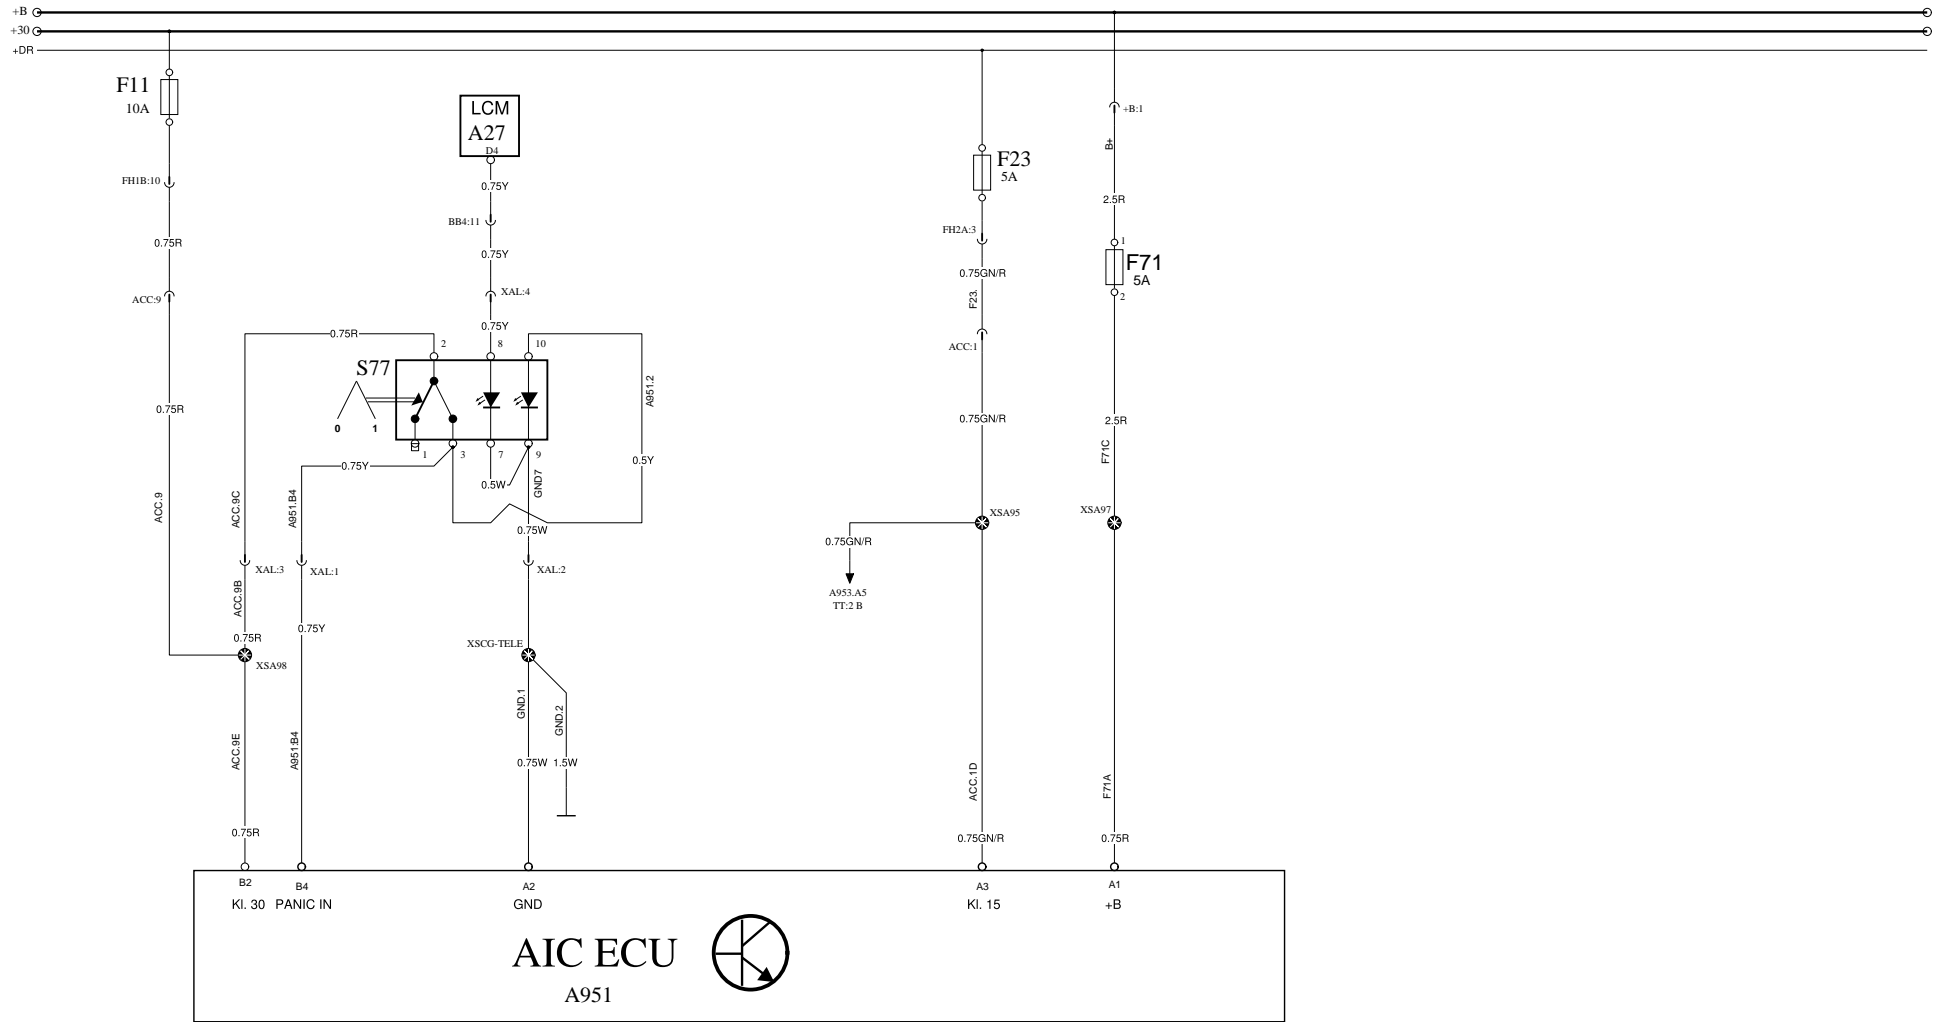 +B
+30
+DR
F11
10A
LCM
A27
D4
+B:1
B+
F23
5A
FH1B:10
0.75Y
2.5R
BB4:11
FH2A:3
1
0.75R
0.75Y
F71
5A
0.75GN/R
ACC:9
XAL:4
F23.
2
0.75Y
0.75R
ACC:1
2
8
10
S77
A951.2
0.75R
0.75GN/R
2.5R
0
1
F71C
1
3
7
9
0.5Y
0.75Y
0.5W
GND7
ACC.9
ACC.9C
A951.B4
XSA95
XSA97
0.75W
0.75GN/R
XAL:3
XAL:1
XAL:2
A953.A5
TT:2 B
ACC.9B
0.75Y
0.75R
XSCG-TELE
XSA98
GND.1
GND.2
ACC.9E
A951:B4
0.75W
1.5W
ACC.1D
F71A
0.75R
0.75GN/R
0.75R
B2
B4
A2
A3
A1
Kl. 30
PANIC IN
GND
Kl. 15
+B
AIC ECU
A951